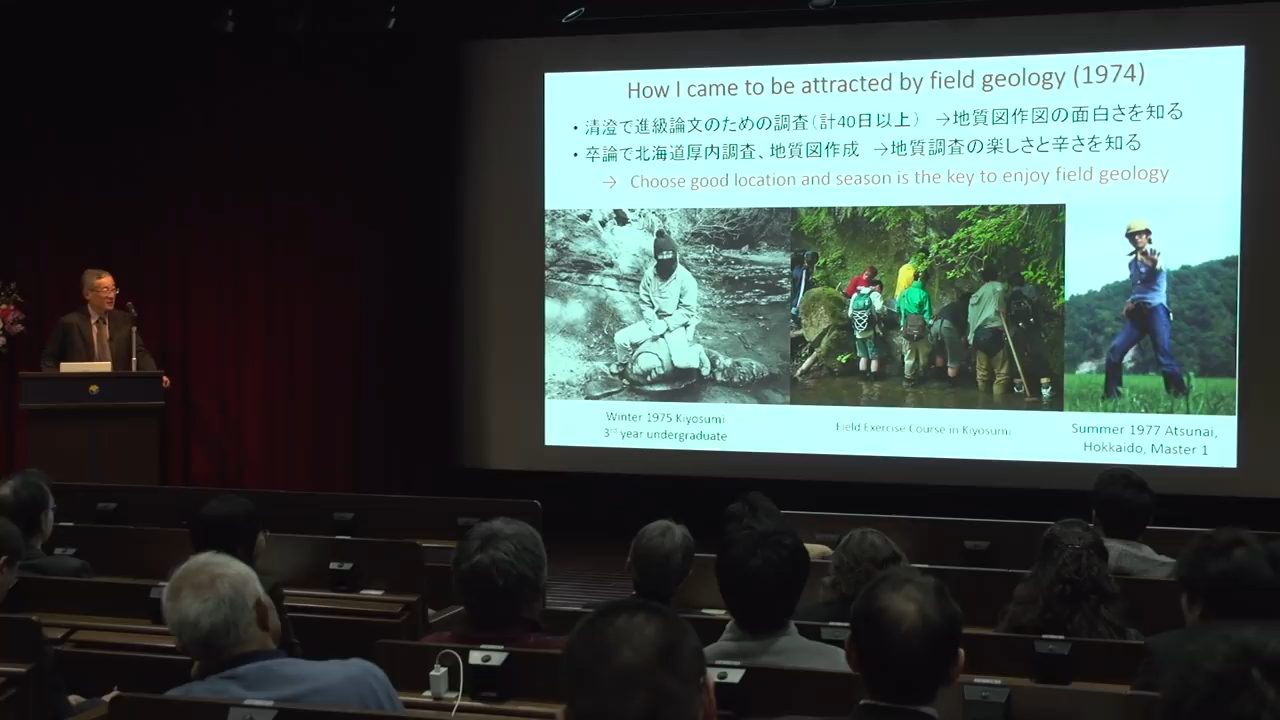 How I came to be attracted by field geology (1974)
• 清澄で進級論文のための調査(計40日以上) →地質図作図の面白さを知る
• 卒論で北海道厚内調査、地質図作成 →地質調査の楽しさと辛さを知る
→ Choose good location and season is the key to enjoy field geology
Winter 1975 Kiyosumi
3rd year undergraduate
Field Exercise Course in Kiyosumi
Summer 1977 Atsunai,
Hokkaido, Master 1